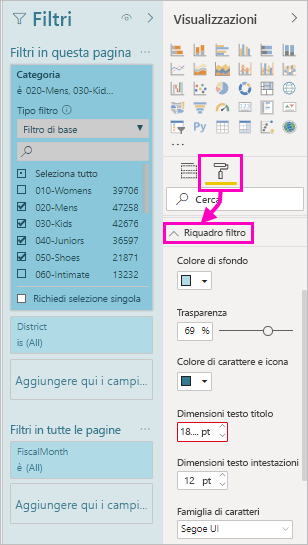 Filtri
Filtri in questa pagina ...
Categoria
è 020-Mens, 030-Kid...
Tipo filtro
Filtro di base
Seleziona tutto
010-Womens 39706
020-Mens 47258
030-Kids 42676
040-Juniors 36597
050-Shoes 21871
060-Intimate 13232
Richiedi selezione singola
District
is (All)
Aggiungere qui i campi...
Filtri in tutte le pagine ...
FiscalMonth
è (All)
Aggiungere qui i campi...
Visualizzazioni
R
Py
...
Cerca
Riquadro filtro
Colore di sfondo
Trasparenza
69 %
Colore di carattere e icona
Dimensioni testo titolo
18.... pt
Dimensioni testo intestazioni
12 pt
Famiglia di caratteri
Segoe UI